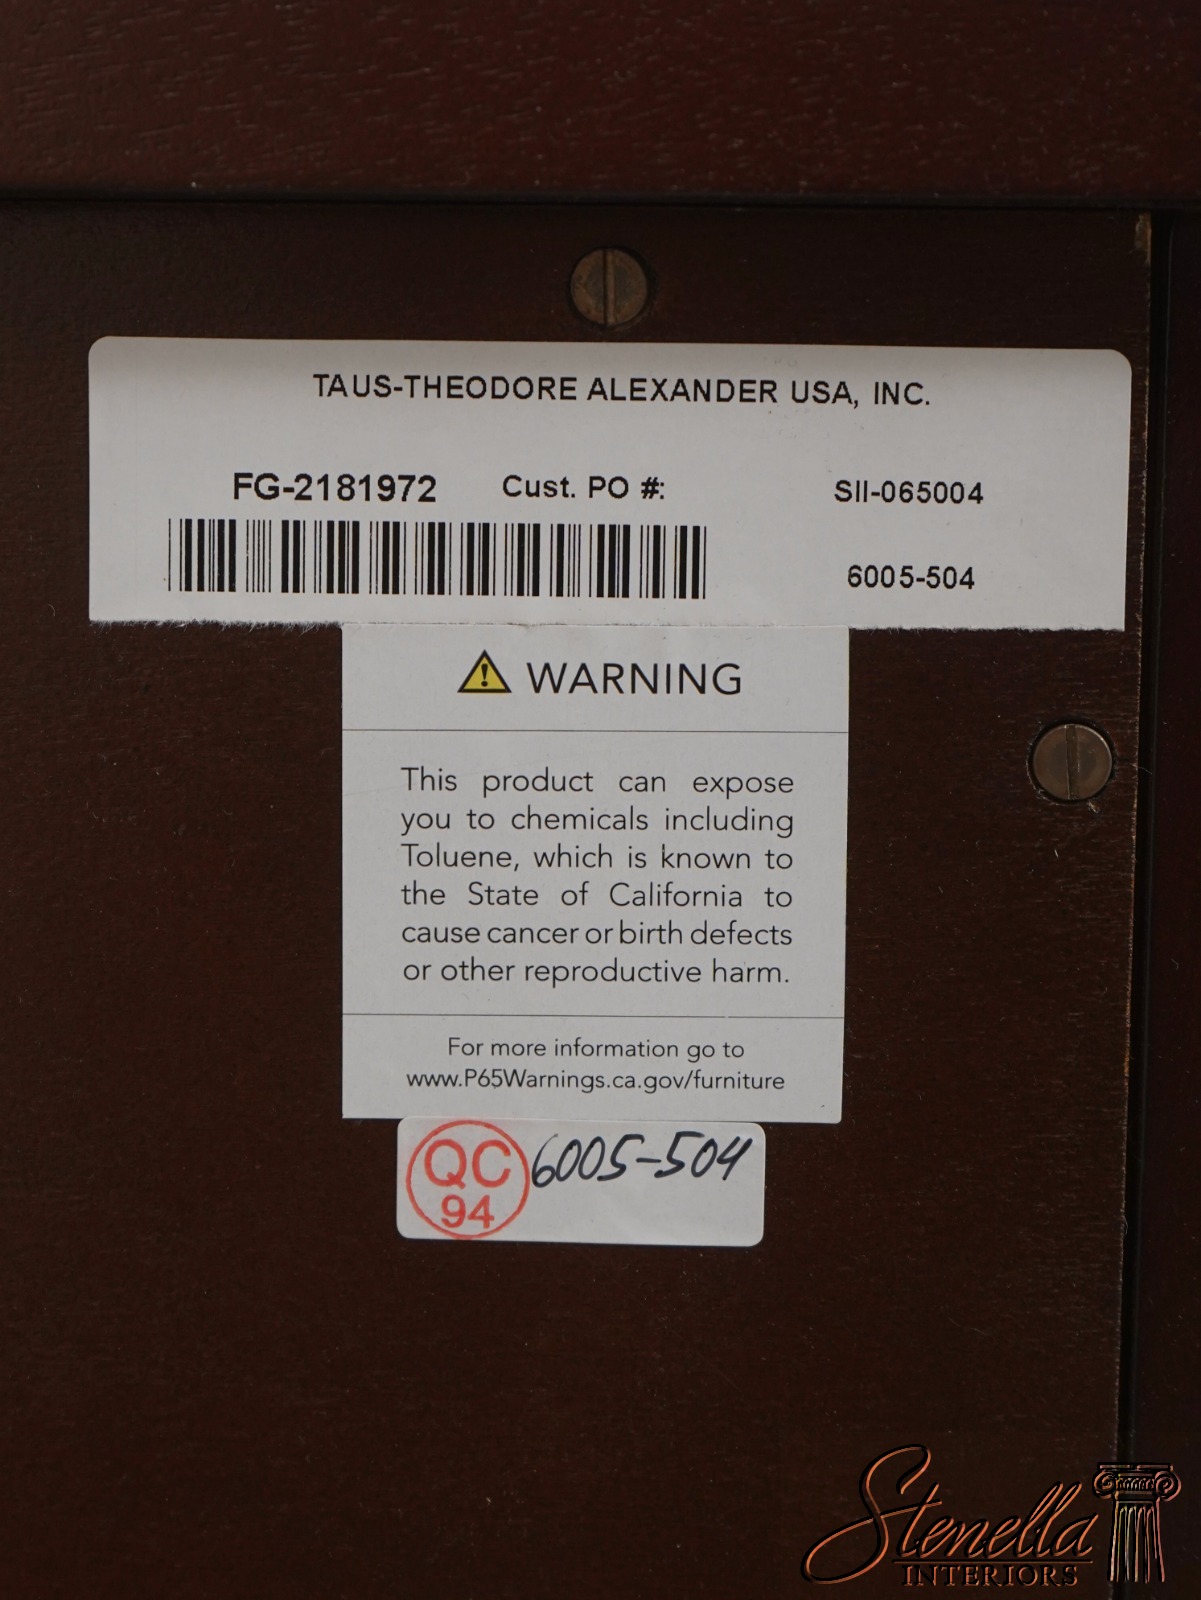 TAUS-THEODORE ALEXANDER USA, INC.
FG-2181972 Cust. PO #: SII-065004
6005-504
WARNING
This product can expose
you to chemicals including
Toluene, which is known to
the State of California to
cause cancer or birth defects
or other reproductive harm.
For more information go to
www.P65Warnings.ca.gov/furniture
QC 6005-504
94
Stenella
INTERIORS